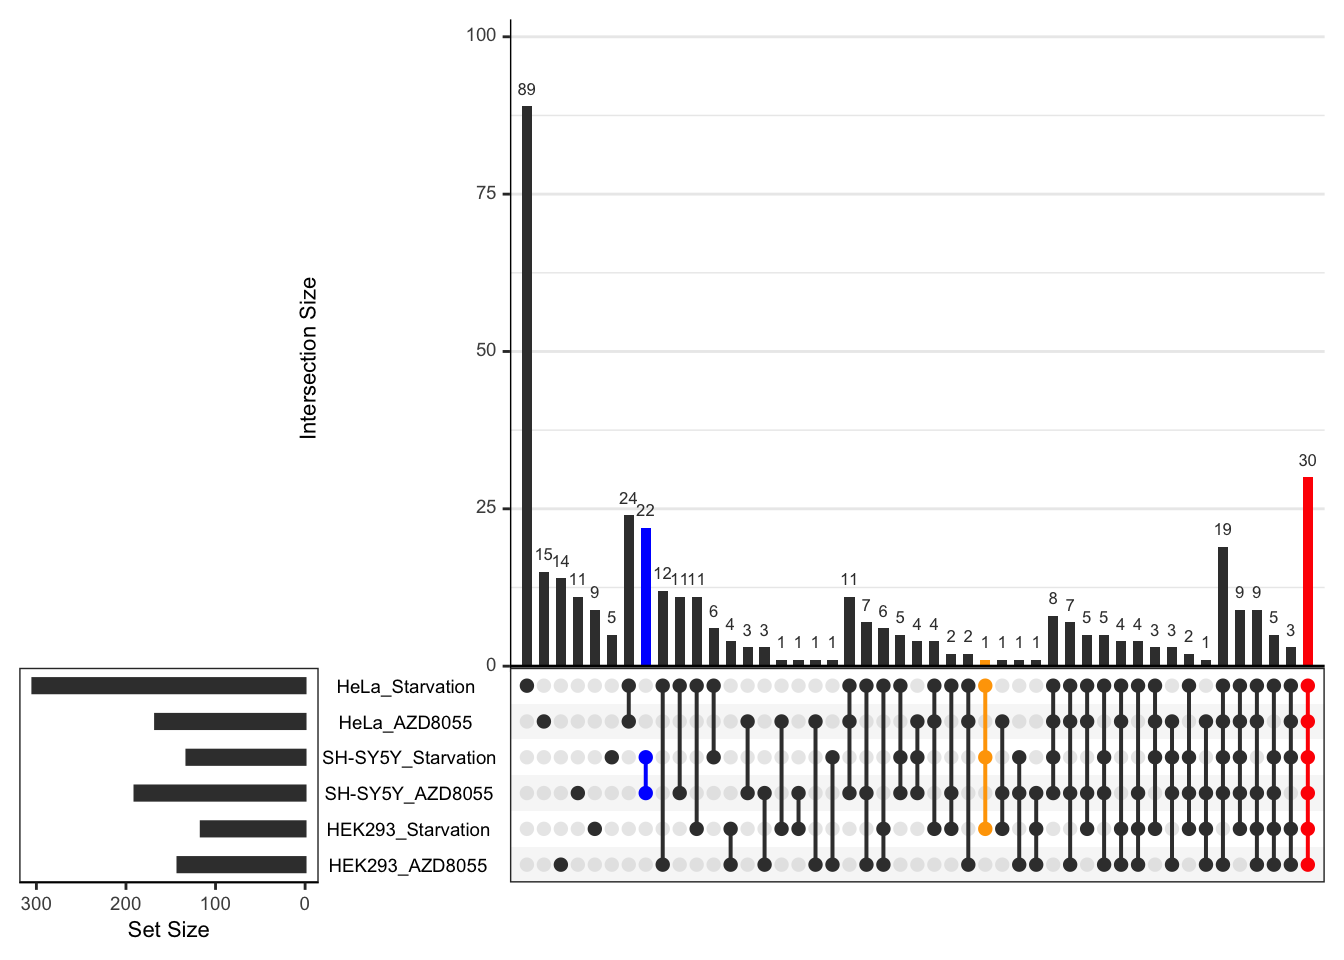 100
75
50
25
0
Intersection Size
89 15 14 11 9 5 24 22 12 11 11 6 4 3 3 1 1 1 1 11 7 6 5 4 4 2 2 1 1 1 1 8 7 5 5 4 4 3 3 2 1 19 9 9 5 3 30
HeLa_Starvation
HeLa_AZD8055
SH-SY5Y_Starvation
SH-SY5Y_AZD8055
HEK293_Starvation
HEK293_AZD8055
300 200 100 0
Set Size